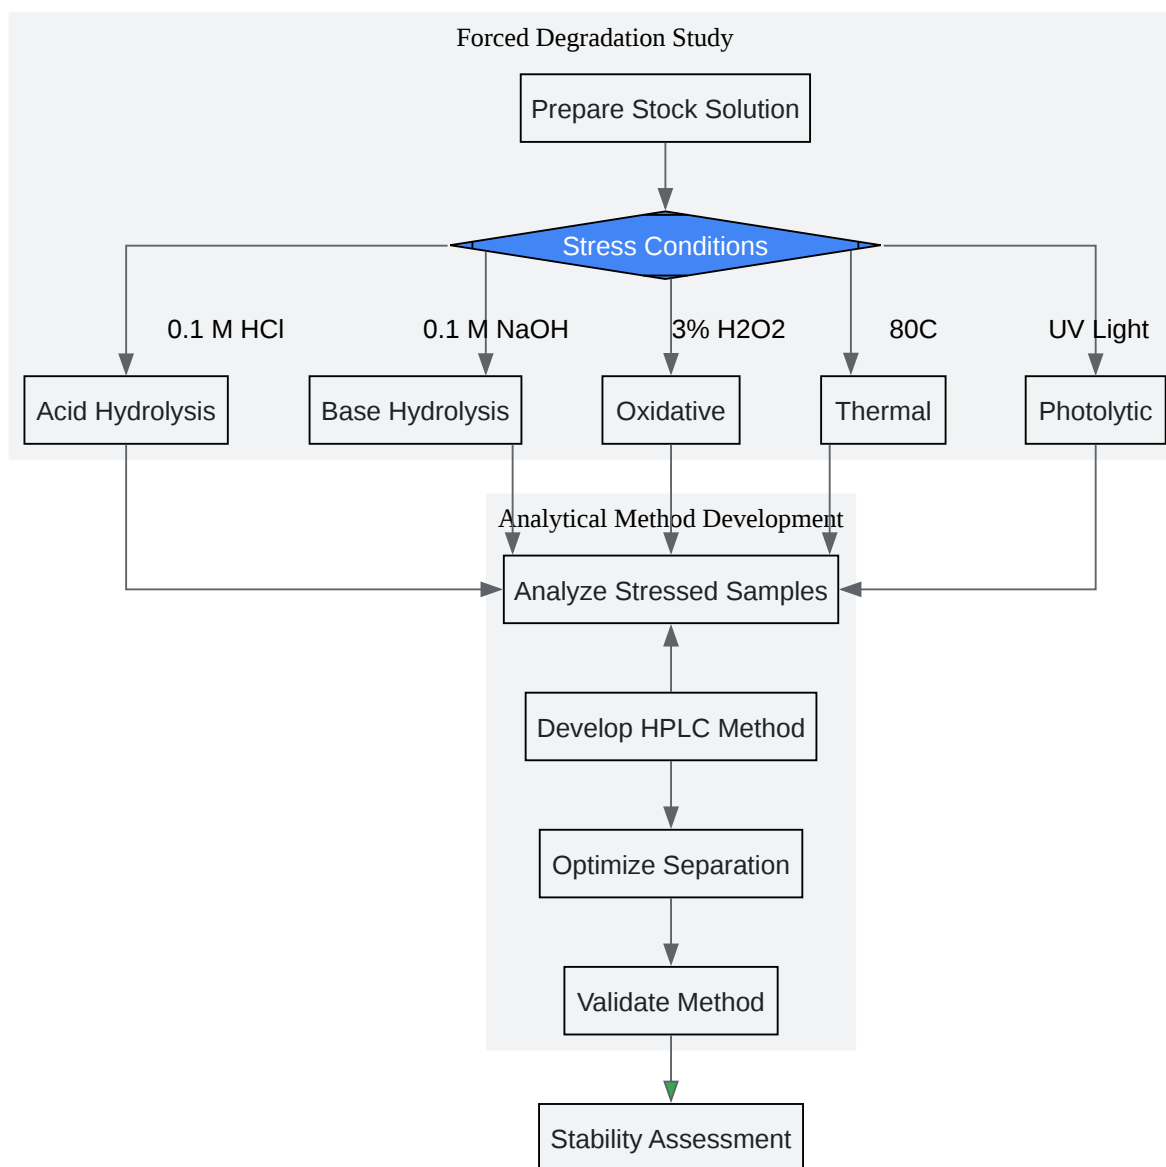 Forced Degradation Study
Prepare Stock Solution
Stress Conditions
0.1 M HCl
0.1 M NaOH
3% H2O2
80C
UV Light
Acid Hydrolysis
Base Hydrolysis
Oxidative
Thermal
Photolytic
Analytical Method Development
Analyze Stressed Samples
Develop HPLC Method
Optimize Separation
Validate Method
Stability Assessment